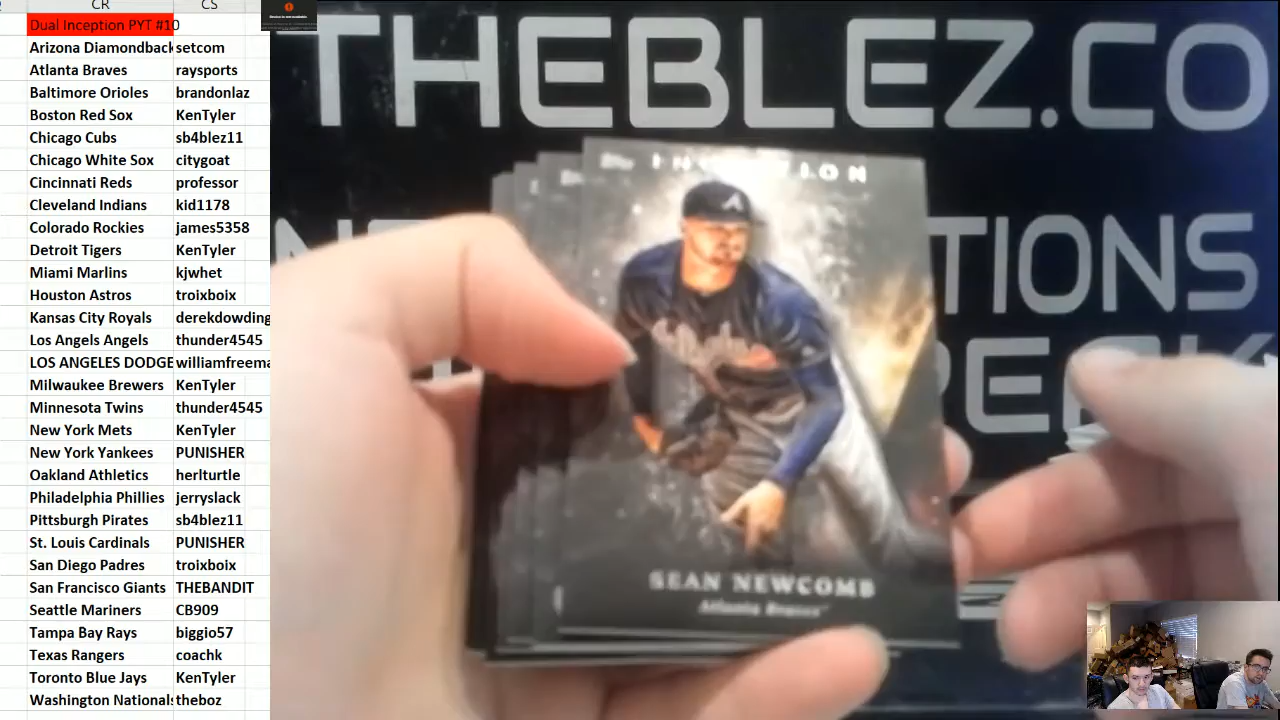 CR CS
Dual Inception PYT #10
Arizona Diamondback setcom
Atlanta Braves raysports
Baltimore Orioles brandonlaz
Boston Red Sox KenTyler
Chicago Cubs sb4blez11
Chicago White Sox citygoat
Cincinnati Reds professor
Cleveland Indians kid1178
Colorado Rockies james5358
Detroit Tigers KenTyler
Miami Marlins kjwhet
Houston Astros troixboix
Kansas City Royals derekdowding
Los Angels Angels thunder4545
LOS ANGELES DODGE williamfreema
Milwaukee Brewers KenTyler
Minnesota Twins thunder4545
New York Mets KenTyler
New York Yankees PUNISHER
Oakland Athletics herlturtle
Philadelphia Phillies jerryslack
Pittsburgh Pirates sb4blez11
St. Louis Cardinals PUNISHER
San Diego Padres troixboix
San Francisco Giants THEBANDIT
Seattle Mariners CB909
Tampa Bay Rays biggio57
Texas Rangers coachk
Toronto Blue Jays KenTyler
Washington Nationals theboz
THEBLEZ.CO
TIONS
INCEPTION
A
SEAN NEWCOMB
Atlanta Braves